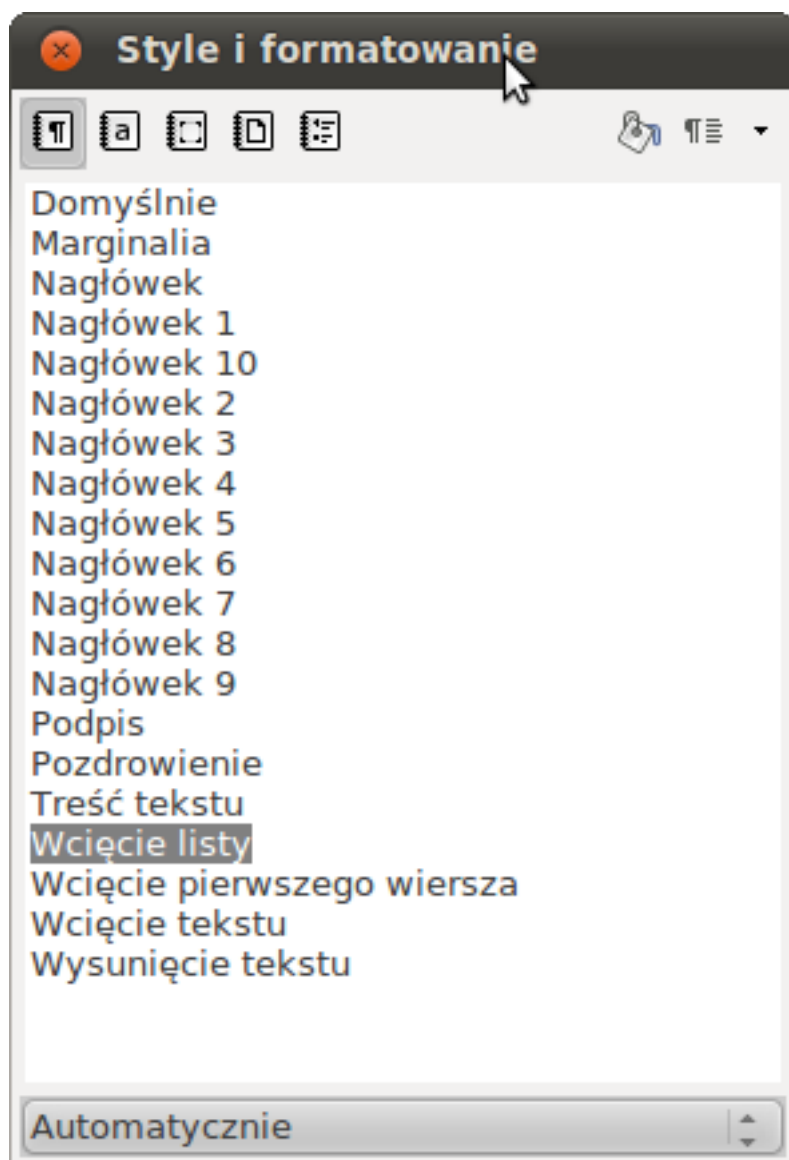 Style i formatowanie
Domyślnie
Marginalia
Nagłówek
Nagłówek 1
Nagłówek 10
Nagłówek 2
Nagłówek 3
Nagłówek 4
Nagłówek 5
Nagłówek 6
Nagłówek 7
Nagłówek 8
Nagłówek 9
Podpis
Pozdrowienie
Treść tekstu
Wcięcie listy
Wcięcie pierwszego wiersza
Wcięcie tekstu
Wysunięcie tekstu
Automatycznie